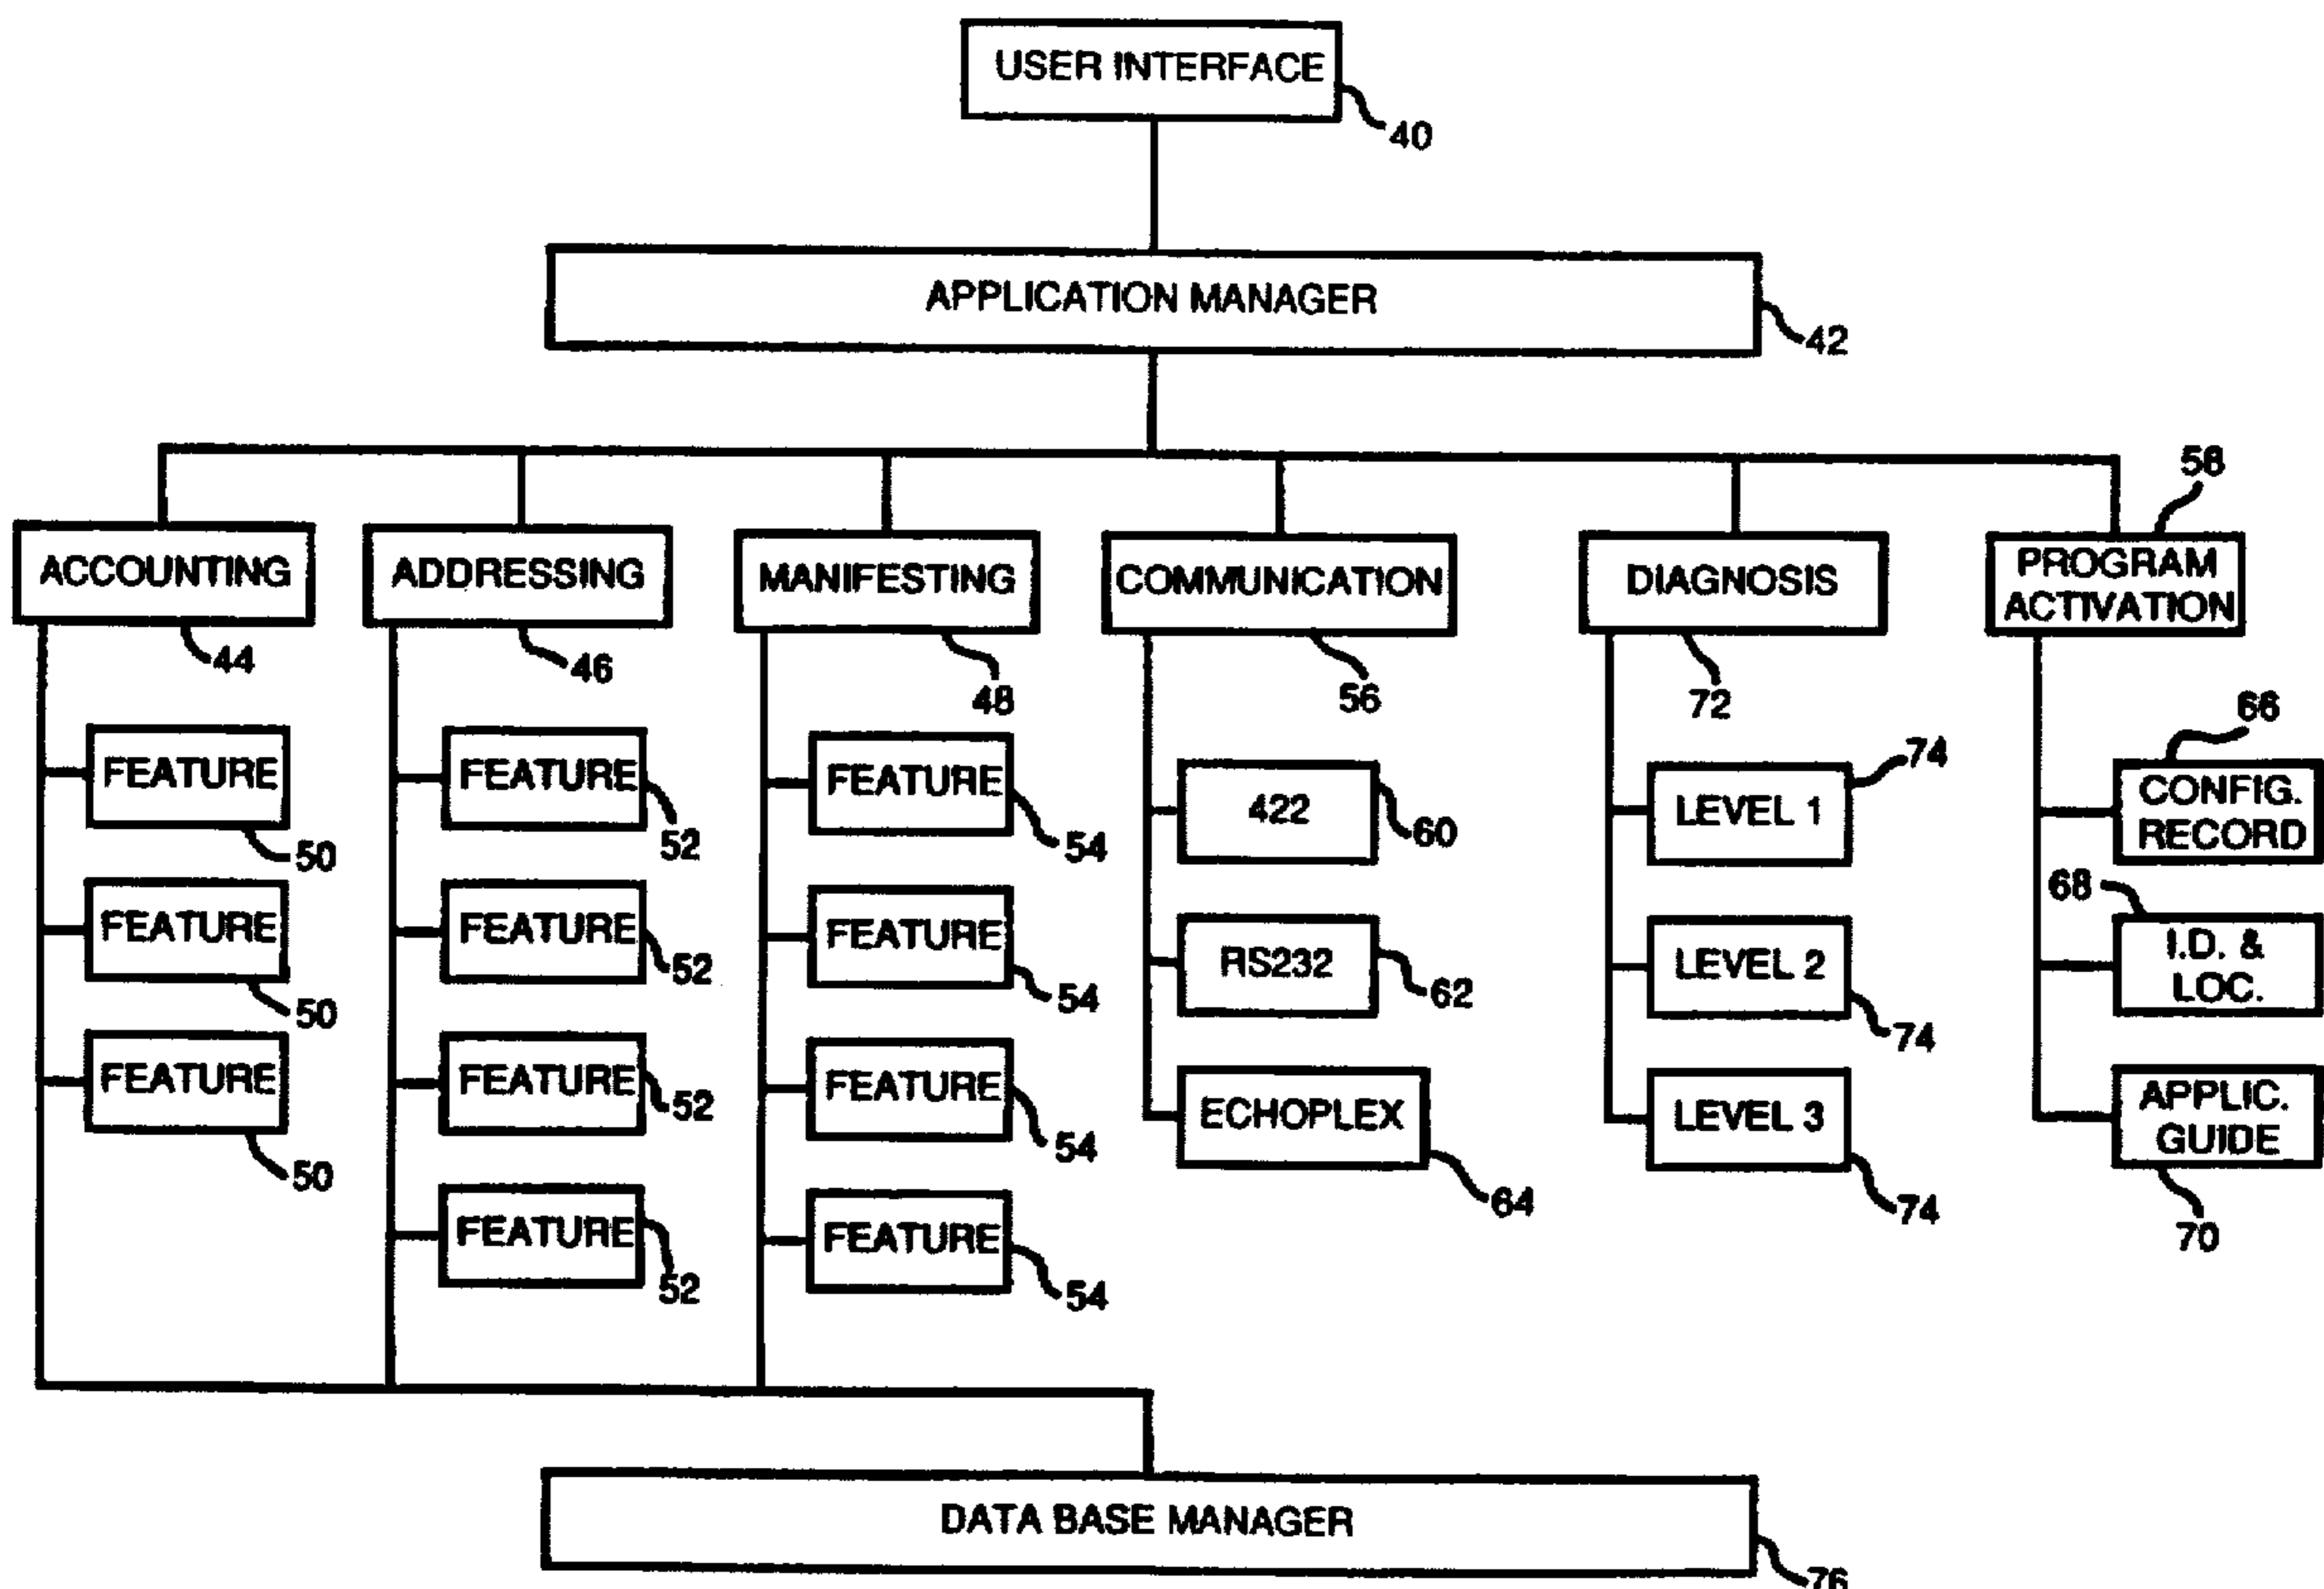 USER INTERFACE
40
APPLICATION MANAGER
42
58
ACCOUNTING
ADDRESSING
MANIFESTING
COMMUNICATION
DIAGNOSIS
PROGRAM
ACTIVATION
44
46
48
56
72
66
FEATURE
50
FEATURE
50
FEATURE
50
FEATURE
52
FEATURE
52
FEATURE
52
FEATURE
52
FEATURE
54
FEATURE
54
FEATURE
54
FEATURE
54
422
60
RS232
62
ECHOPLEX
64
74
LEVEL 1
LEVEL 2
74
LEVEL 3
74
CONFIG.
RECORD
68
I.D. &
LOC.
APPLIC.
GUIDE
70
DATA BASE MANAGER
76